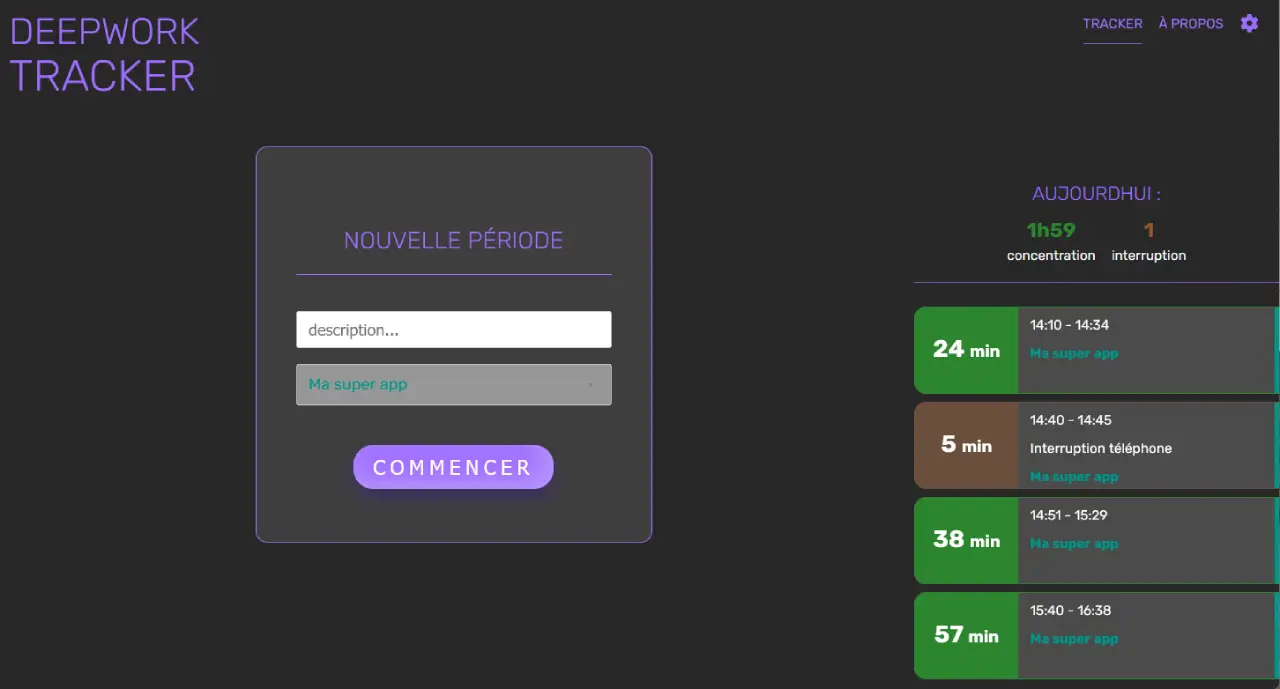 DEEPWORK
TRACKER
TRACKER À PROPOS
NOUVELLE PÉRIODE
description...
Ma super app
COMMENCER
AUJOURDHUI :
1h59 1
concentration interruption
24 min
14:10 - 14:34
Ma super app
5 min
14:40 - 14:45
Interruption téléphone
Ma super app
38 min
14:51 - 15:29
Ma super app
57 min
15:40 - 16:38
Ma super app